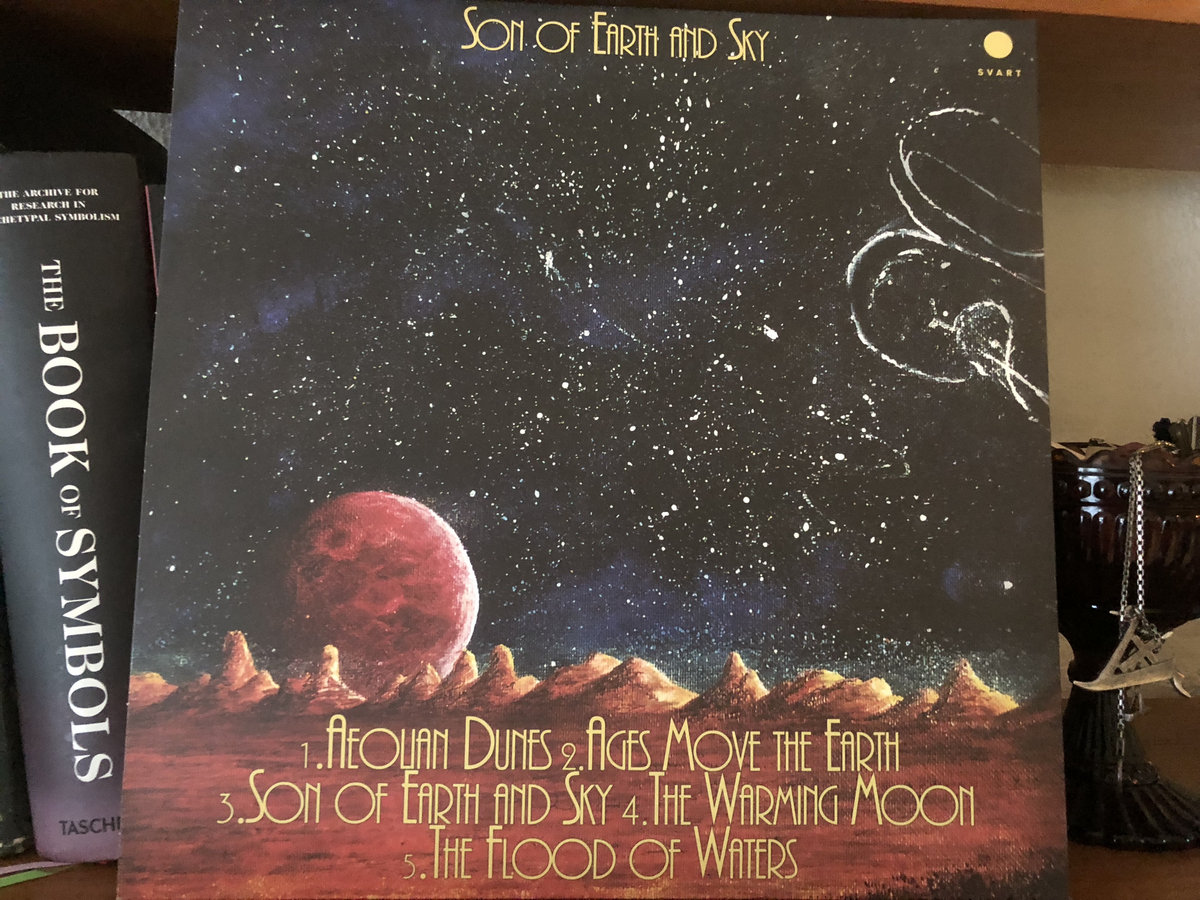 SON OF EARTH AND SKY
SVART
1. AEOLIAN DUNES 2. AGES MOVE THE EARTH
3. SON OF EARTH AND SKY 4. THE WARMING MOON
5. THE FLOOD OF WATERS
THE ARCHIVE FOR
RESEARCH IN
CHETYPAL SYMBOLISM
THE BOOK OF SYMBOLS
TASCH